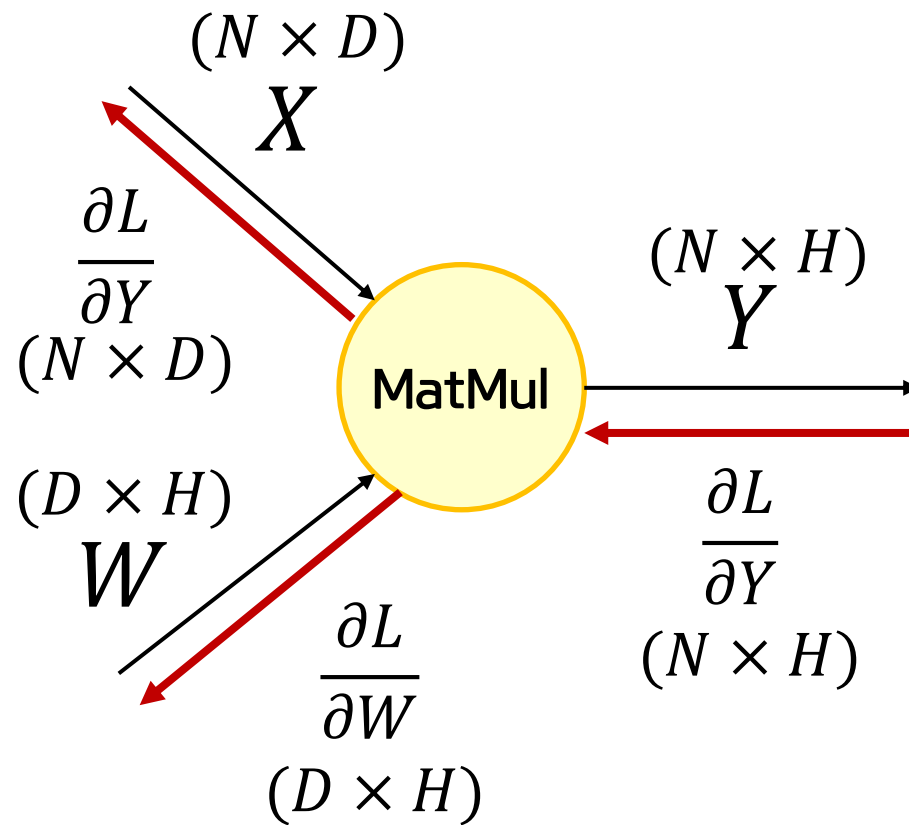 (N × D)
X
∂L
∂Y
(N × D)
(N × H)
Y
MatMul
(D × H)
W
∂L
∂Y
(N × H)
∂L
∂W
(D × H)